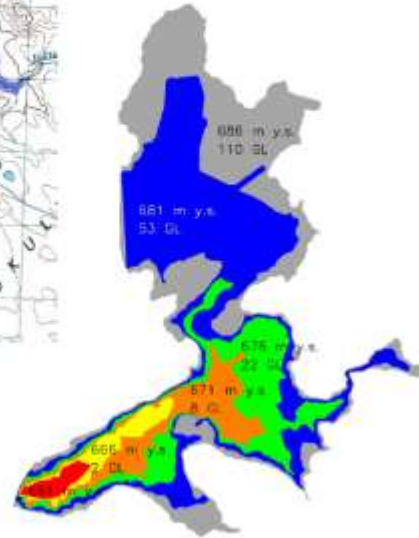 686 m y.s.
110 GL
681 m y.s.
53 GL
676 m y.s.
22 GL
671 m y.s.
8 GL
666 m y.s.
2 GL